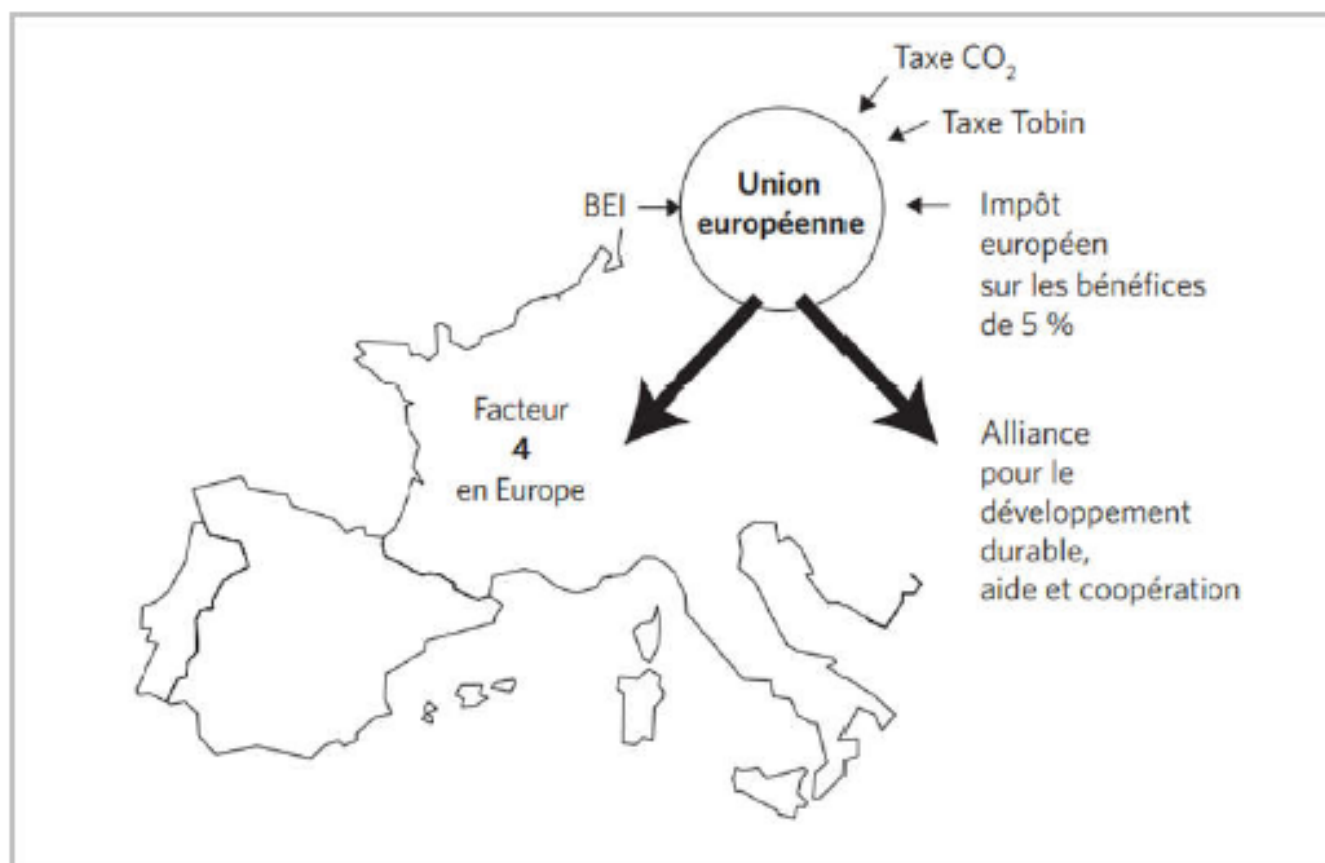 Taxe CO₂
Taxe Tobin
Union
européenne
BEI
Impôt
européen
sur les bénéfices
de 5 %
Facteur
4
en Europe
Alliance
pour le
développement
durable,
aide et coopération